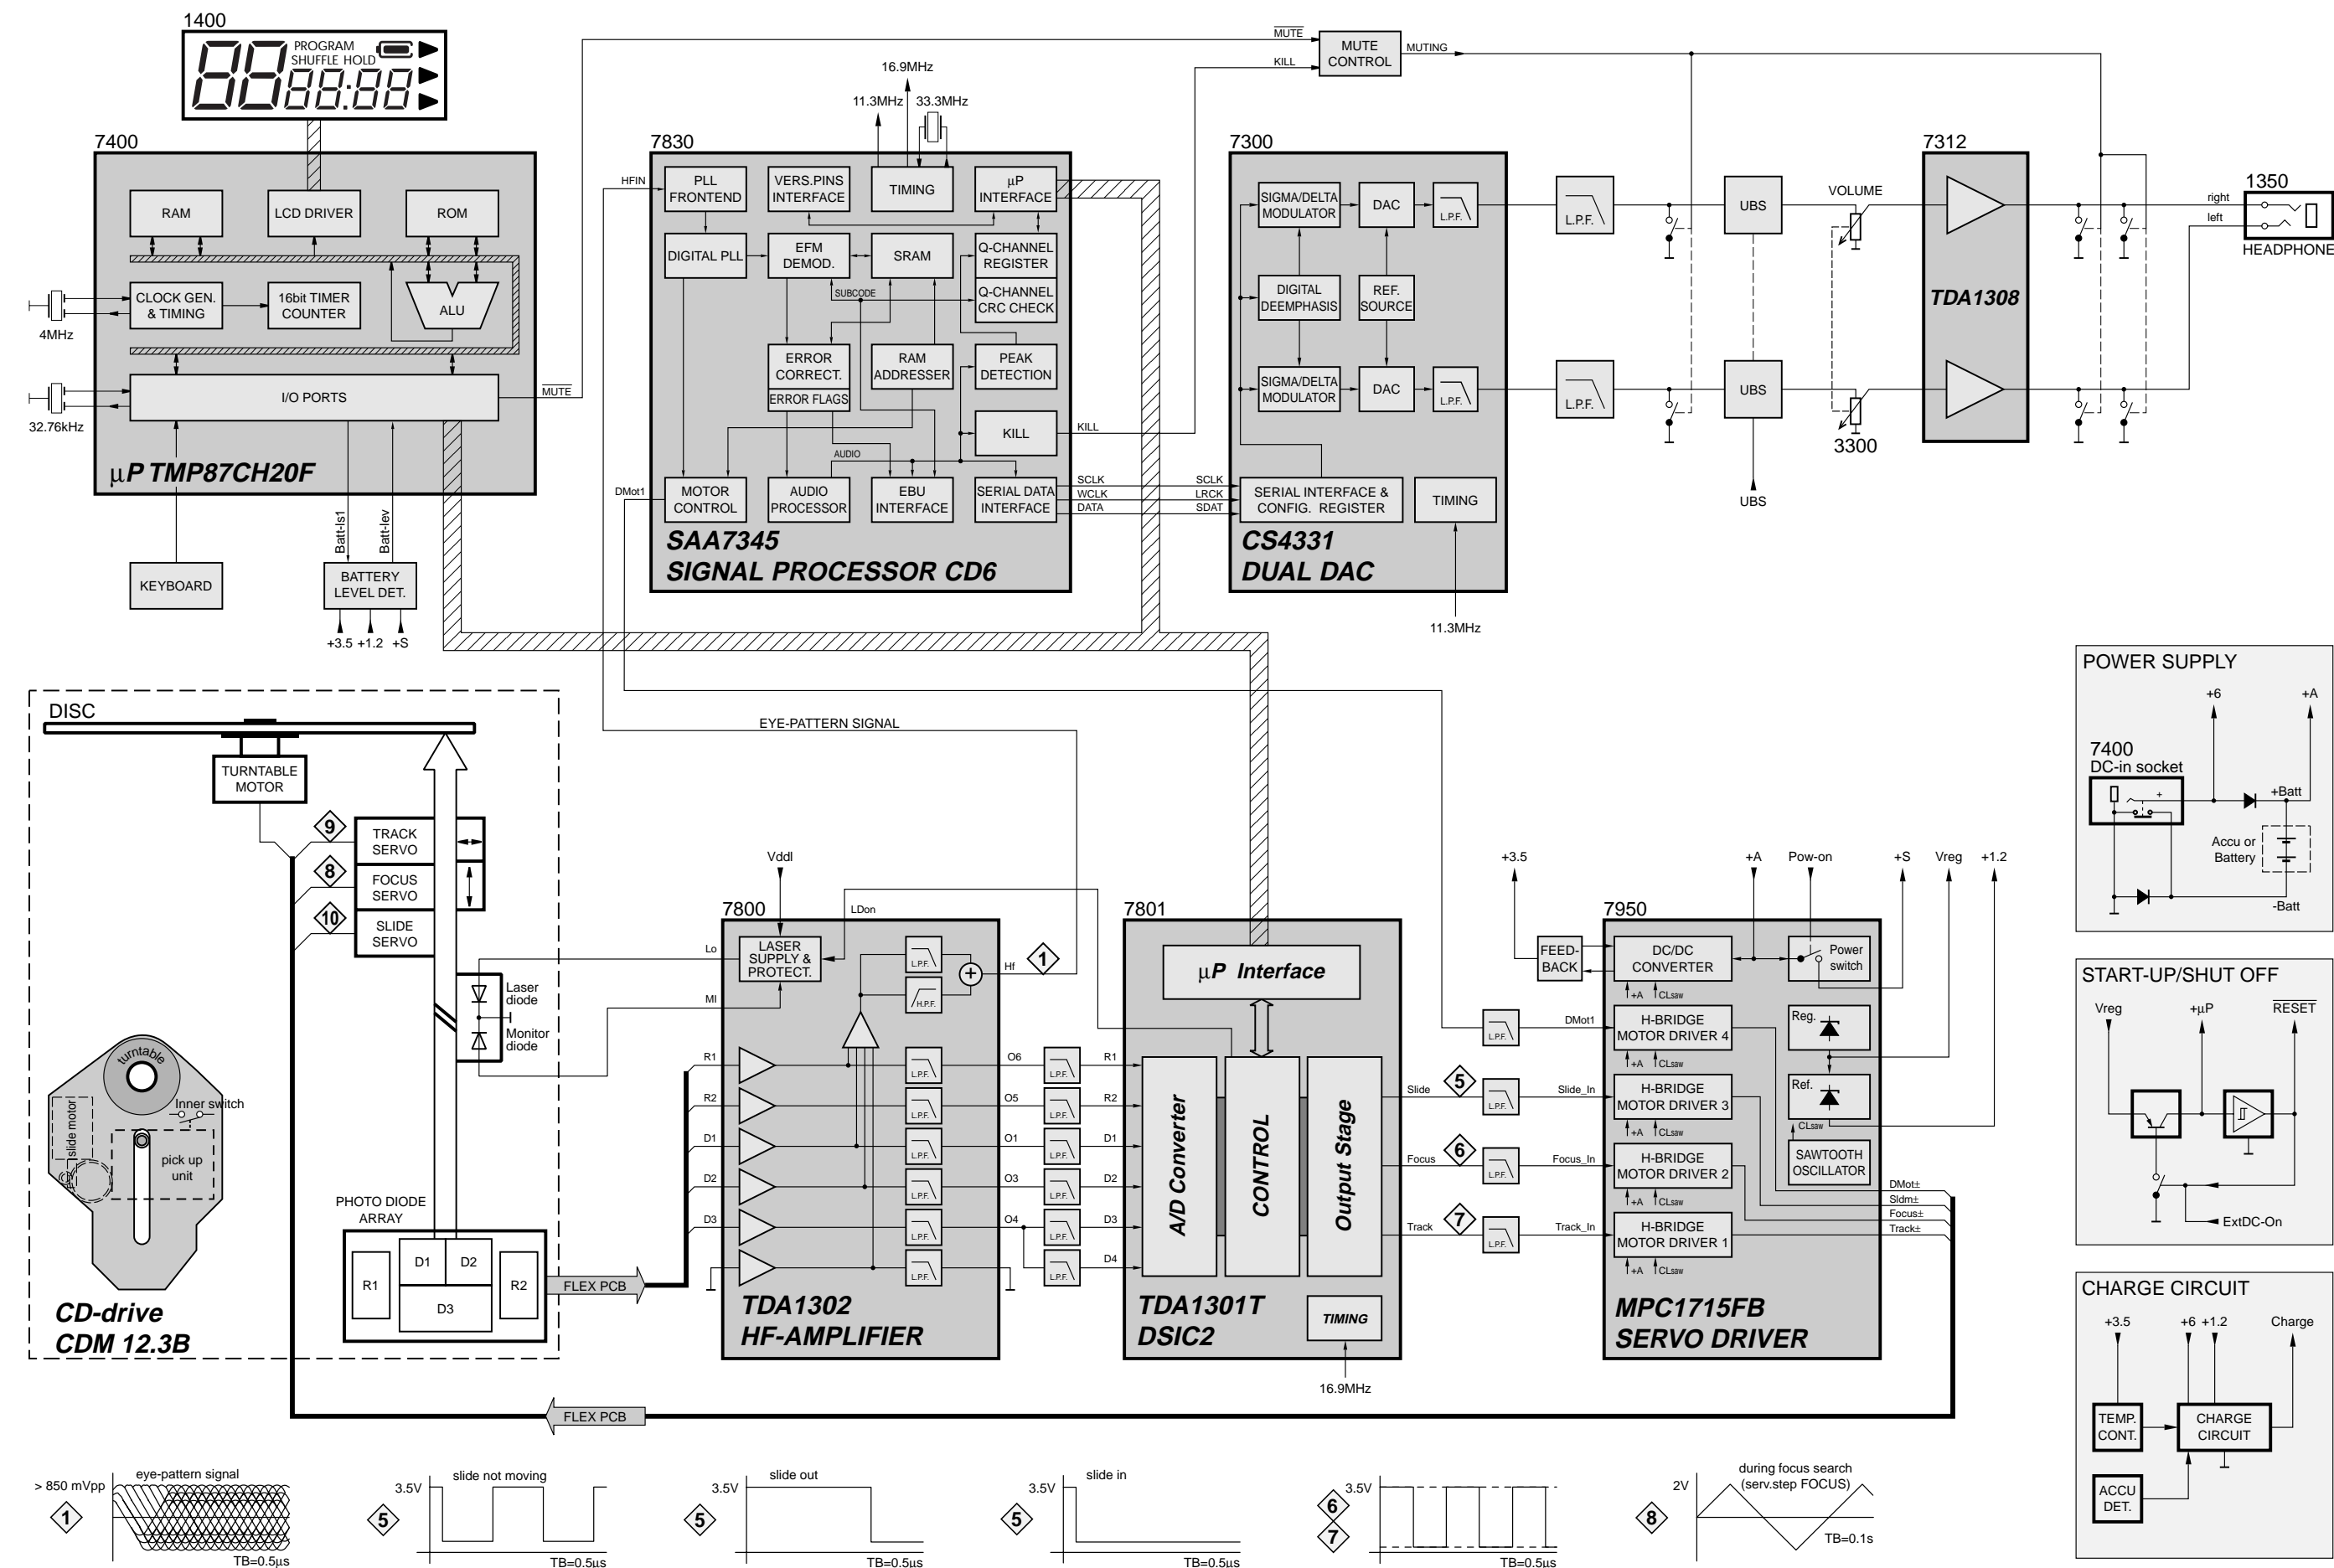 1400
PROGRAM
SHUFFLE HOLD
88 88:88
7400
RAM
LCD DRIVER
ROM
CLOCK GEN.
& TIMING
16bit TIMER
COUNTER
ALU
4MHz
I/O PORTS
MUTE
32.76kHz
µP TMP87CH20F
Batt-ls1
Batt-lev
KEYBOARD
BATTERY
LEVEL DET.
+3.5 +1.2 +S
16.9MHz
11.3MHz 33.3MHz
7830
HFIN
PLL
FRONTEND
VERS.PINS
INTERFACE
TIMING
µP
INTERFACE
DIGITAL PLL
EFM
DEMOD.
SRAM
Q-CHANNEL
REGISTER
SUBCODE
Q-CHANNEL
CRC CHECK
ERROR
CORRECT.
ERROR FLAGS
RAM
ADDRESSER
PEAK
DETECTION
KILL
KILL
AUDIO
DMot1
MOTOR
CONTROL
AUDIO
PROCESSOR
EBU
INTERFACE
SERIAL DATA
INTERFACE
SCLK
WCLK
DATA
SAA7345
SIGNAL PROCESSOR CD6
MUTE
KILL
MUTE
CONTROL
MUTING
7300
SIGMA/DELTA
MODULATOR
DAC
L.P.F.
DIGITAL
DEEMPHASIS
REF.
SOURCE
SIGMA/DELTA
MODULATOR
DAC
L.P.F.
SCLK
LRCK
SDAT
SERIAL INTERFACE &
CONFIG. REGISTER
TIMING
CS4331
DUAL DAC
11.3MHz
L.P.F.
L.P.F.
UBS
UBS
UBS
VOLUME
3300
7312
TDA1308
right
left
1350
HEADPHONE
DISC
TURNTABLE
MOTOR
9
TRACK
SERVO
8
FOCUS
SERVO
10
SLIDE
SERVO
Laser
diode
Monitor
diode
turntable
Inner switch
slide motor
pick up
unit
PHOTO DIODE
ARRAY
R1
D1
D2
D3
R2
CD-drive
CDM 12.3B
FLEX PCB
FLEX PCB
EYE-PATTERN SIGNAL
Vddl
7800
LDon
Lo
MI
LASER
SUPPLY &
PROTECT.
L.P.F.
H.P.F.
+
Hf
1
R1
L.P.F.
O6
L.P.F.
R1
R2
L.P.F.
O5
L.P.F.
R2
D1
L.P.F.
O1
L.P.F.
D1
D2
L.P.F.
O3
L.P.F.
D2
D3
L.P.F.
O4
L.P.F.
D3
L.P.F.
L.P.F.
D4
TDA1302
HF-AMPLIFIER
7801
µP Interface
A/D Converter
CONTROL
Output Stage
TIMING
TDA1301T
DSIC2
16.9MHz
Slide
5
Focus
6
Track
7
L.P.F.
DMot1
L.P.F.
Slide_In
L.P.F.
Focus_In
L.P.F.
Track_In
+3.5
+A
Pow-on
+S
Vreg
+1.2
7950
FEED-
BACK
DC/DC
CONVERTER
Power
switch
+A CLsaw
H-BRIDGE
MOTOR DRIVER 4
+A CLsaw
Reg.
H-BRIDGE
MOTOR DRIVER 3
+A CLsaw
Ref.
CLsaw
H-BRIDGE
MOTOR DRIVER 2
+A CLsaw
SAWTOOTH
OSCILLATOR
H-BRIDGE
MOTOR DRIVER 1
+A CLsaw
DMot±
Sldm±
Focus±
Track±
MPC1715FB
SERVO DRIVER
POWER SUPPLY
+6
+A
7400
DC-in socket
+
+Batt
Accu or
Battery
-Batt
START-UP/SHUT OFF
Vreg
+µP
RESET
ExtDC-On
CHARGE CIRCUIT
+3.5
+6 +1.2
Charge
TEMP.
CONT.
CHARGE
CIRCUIT
ACCU
DET.
eye-pattern signal
> 850 mVpp
1
TB=0.5µs
slide not moving
3.5V
5
TB=0.5µs
slide out
3.5V
5
TB=0.5µs
slide in
3.5V
5
TB=0.5µs
3.5V
6
7
TB=0.5µs
during focus search
(serv.step FOCUS)
2V
8
TB=0.1s